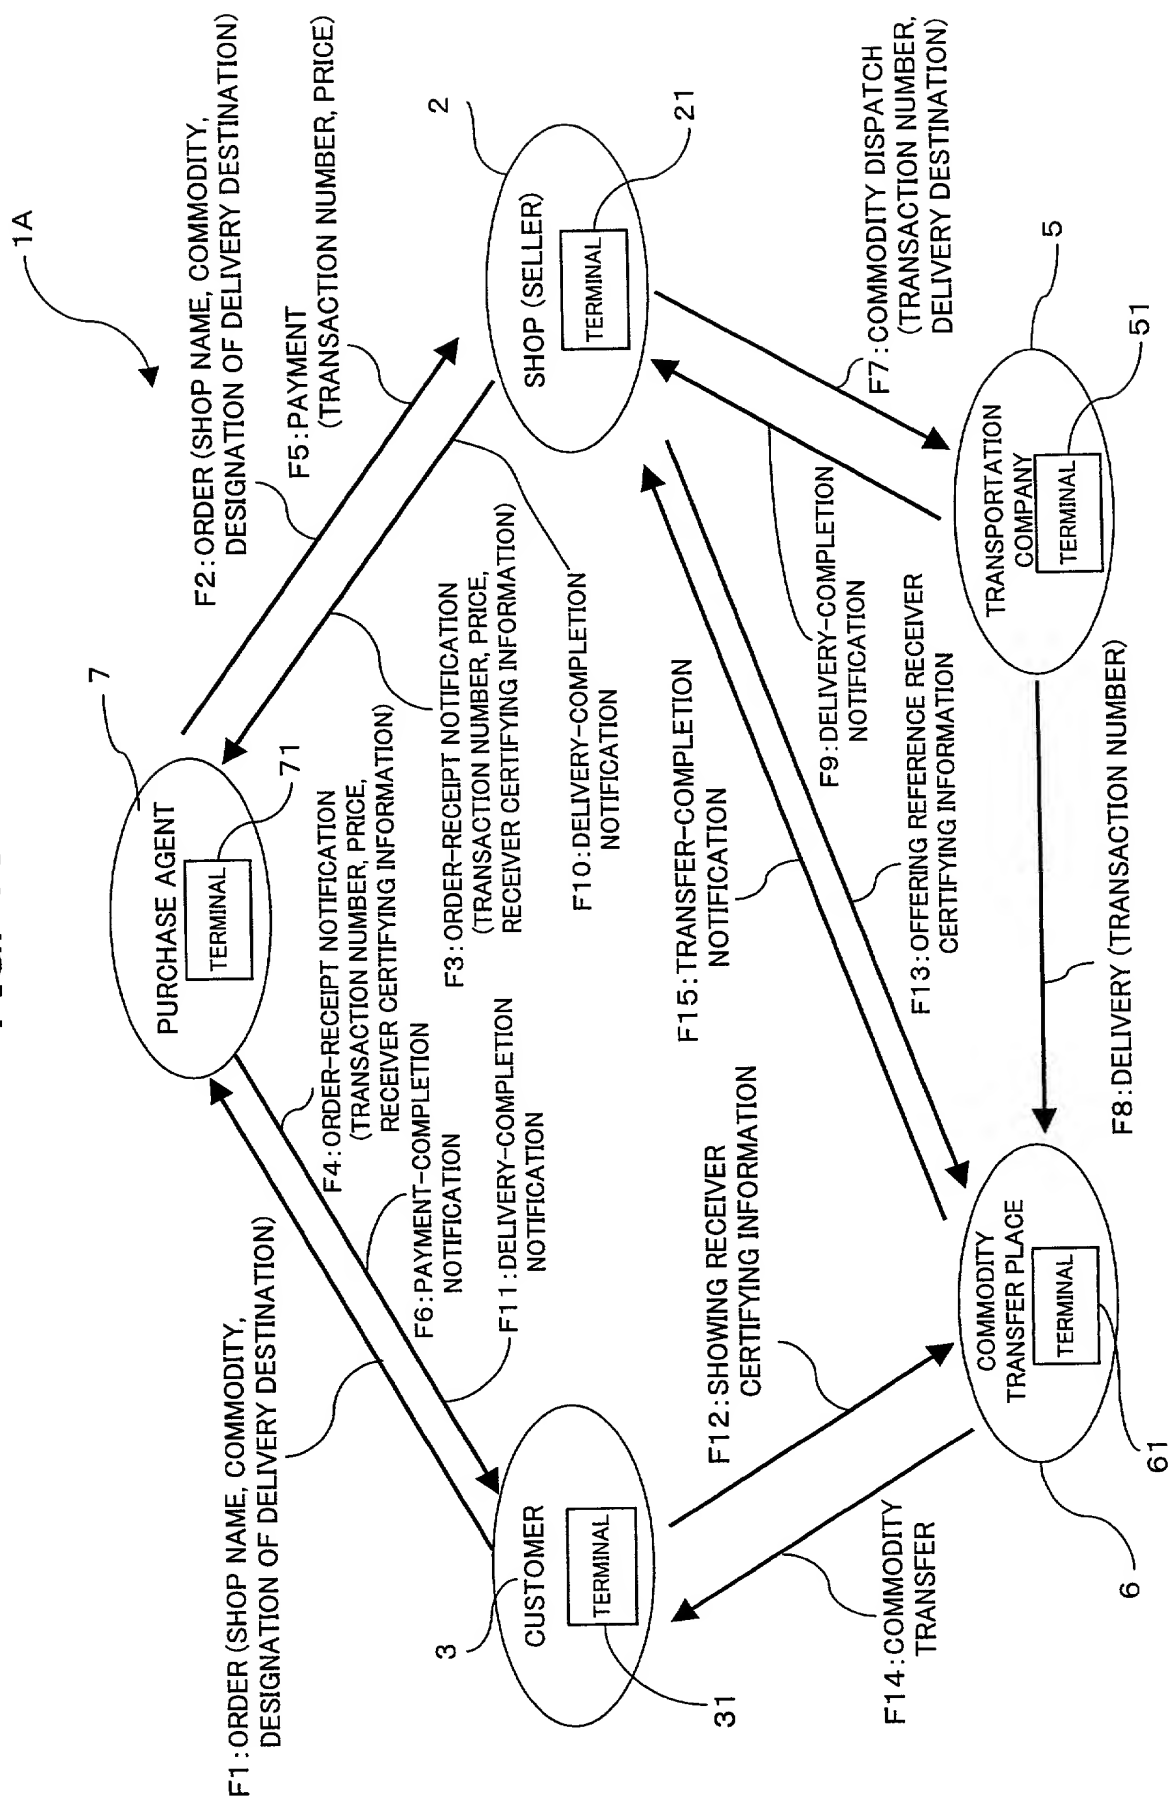 1A
F2:ORDER (SHOP NAME, COMMODITY,
DESIGNATION OF DELIVERY DESTINATION)
F5:PAYMENT
(TRANSACTION NUMBER, PRICE)
7
PURCHASE AGENT
TERMINAL
71
2
SHOP (SELLER)
TERMINAL
21
F1:ORDER (SHOP NAME, COMMODITY,
DESIGNATION OF DELIVERY DESTINATION)
F4:ORDER-RECEIPT NOTIFICATION
(TRANSACTION NUMBER, PRICE,
RECEIVER CERTIFYING INFORMATION)
F6:PAYMENT-COMPLETION
NOTIFICATION
F11:DELIVERY-COMPLETION
NOTIFICATION
F3:ORDER-RECEIPT NOTIFICATION
(TRANSACTION NUMBER, PRICE,
RECEIVER CERTIFYING INFORMATION)
F10:DELIVERY-COMPLETION
NOTIFICATION
3
CUSTOMER
TERMINAL
31
F12:SHOWING RECEIVER
CERTIFYING INFORMATION
F15:TRANSFER-COMPLETION
NOTIFICATION
F9:DELIVERY-COMPLETION
NOTIFICATION
F7:COMMODITY DISPATCH
(TRANSACTION NUMBER,
DELIVERY DESTINATION)
F13:OFFERING REFERENCE RECEIVER
CERTIFYING INFORMATION
F14:COMMODITY
TRANSFER
COMMODITY
TRANSFER PLACE
TERMINAL
6
61
F8:DELIVERY (TRANSACTION NUMBER)
TRANSPORTATION
COMPANY
TERMINAL
5
51